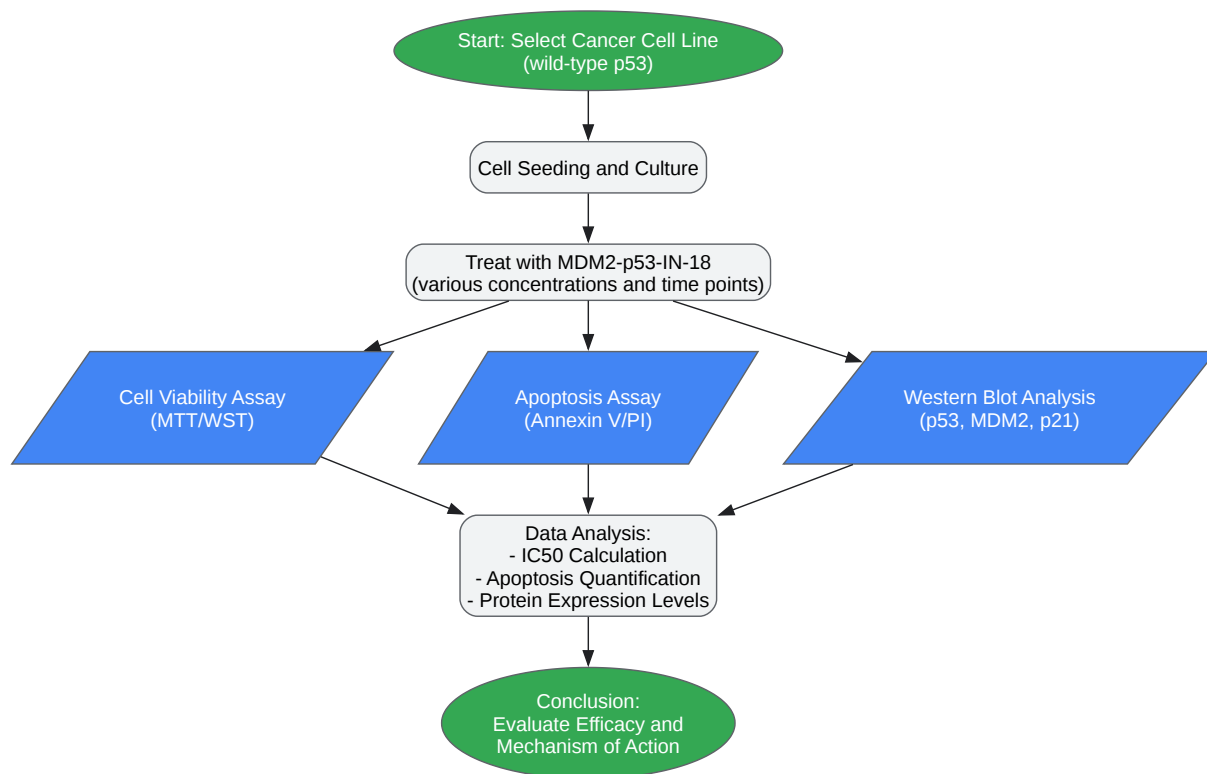 Start: Select Cancer Cell Line
(wild-type p53)
Cell Seeding and Culture
Treat with MDM2-p53-IN-18
(various concentrations and time points)
Cell Viability Assay
(MTT/WST)
Apoptosis Assay
(Annexin V/PI)
Western Blot Analysis
(p53, MDM2, p21)
Data Analysis:
- IC50 Calculation
- Apoptosis Quantification
- Protein Expression Levels
Conclusion:
Evaluate Efficacy and
Mechanism of Action